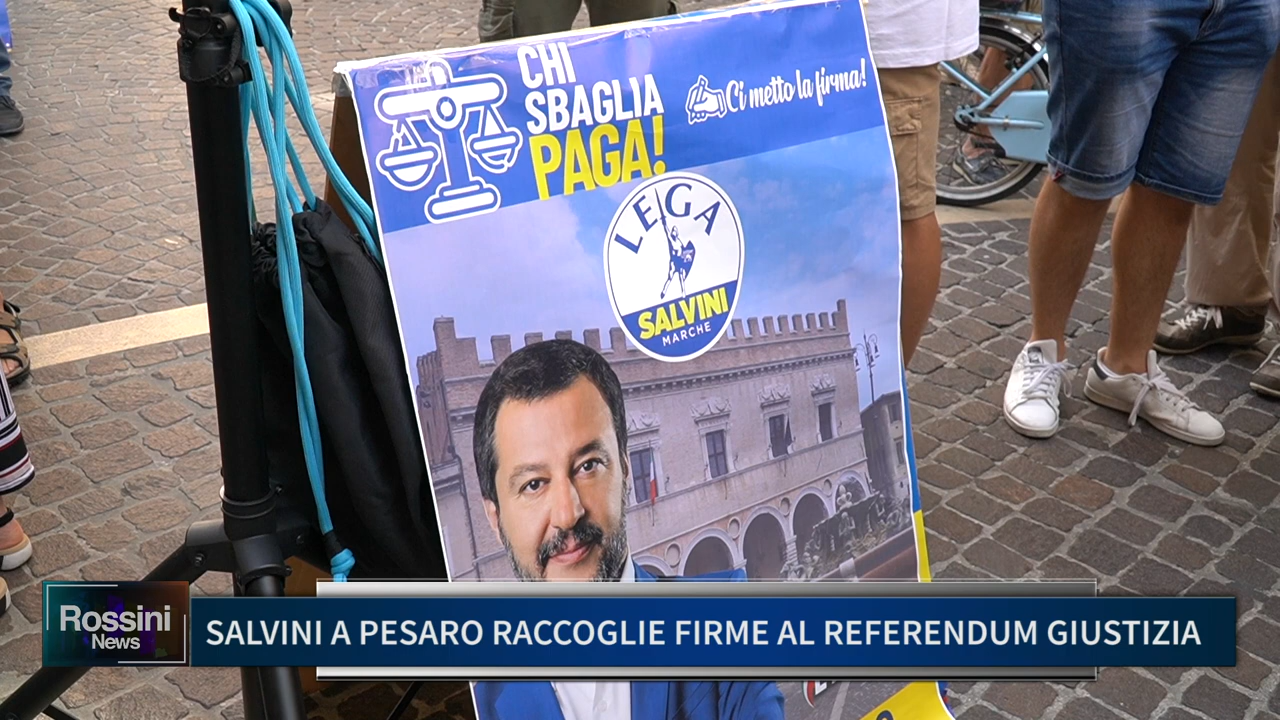 CHI
SBAGLIA
PAGA!
Ci metto la firma!
LEGA
SALVINI
MARCHE
Rossini
News
SALVINI A PESARO RACCOGLIE FIRME AL REFERENDUM GIUSTIZIA